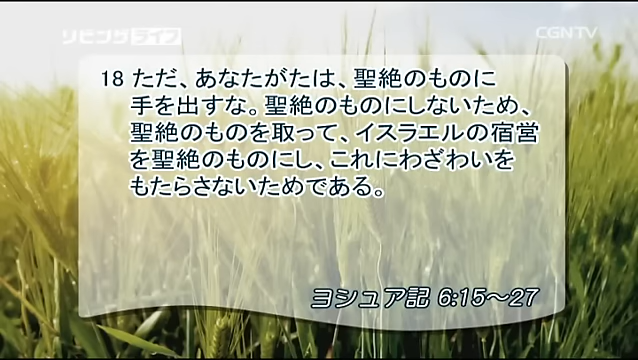 リビングライフ
CGNTV
18 ただ、あなたがたは、聖絶のものに
手を出すな。聖絶のものにしないため、
聖絶のものを取って、イスラエルの宿営
を聖絶のものにし、これにわざわいを
もたらさないためである。
ヨシュア記 6:15～27